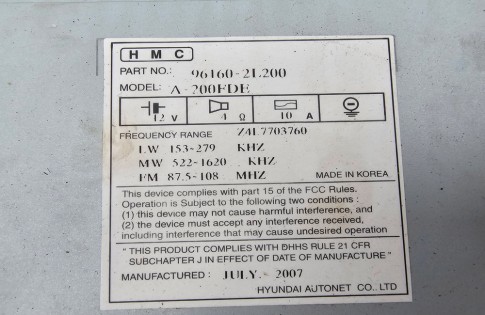 HMC
PART NO.: 96160-2L200
MODEL: A-200FDE
12 V 4 Ω 10 A
FREQUENCY RANGE Z4L7703760
LW 153~279 KHZ
MW 522-1620 KHZ
FM 87.5~108 MHZ MADE IN KOREA
This device complies with part 15 of the FCC Rules.
Operation is Subject to the following two conditions :
(1) this device may not cause harmful interference, and
(2) the device must accept any interference received,
including interference that may causes undesired operation
" THIS PRODUCT COMPLIES WITH DHHS RULE 21 CFR
SUBCHAPTER J IN EFFECT OF DATE OF MANUFACTURE "
MANUFACTURED : JULY. 2007
HYUNDAI AUTONET CO., LTD